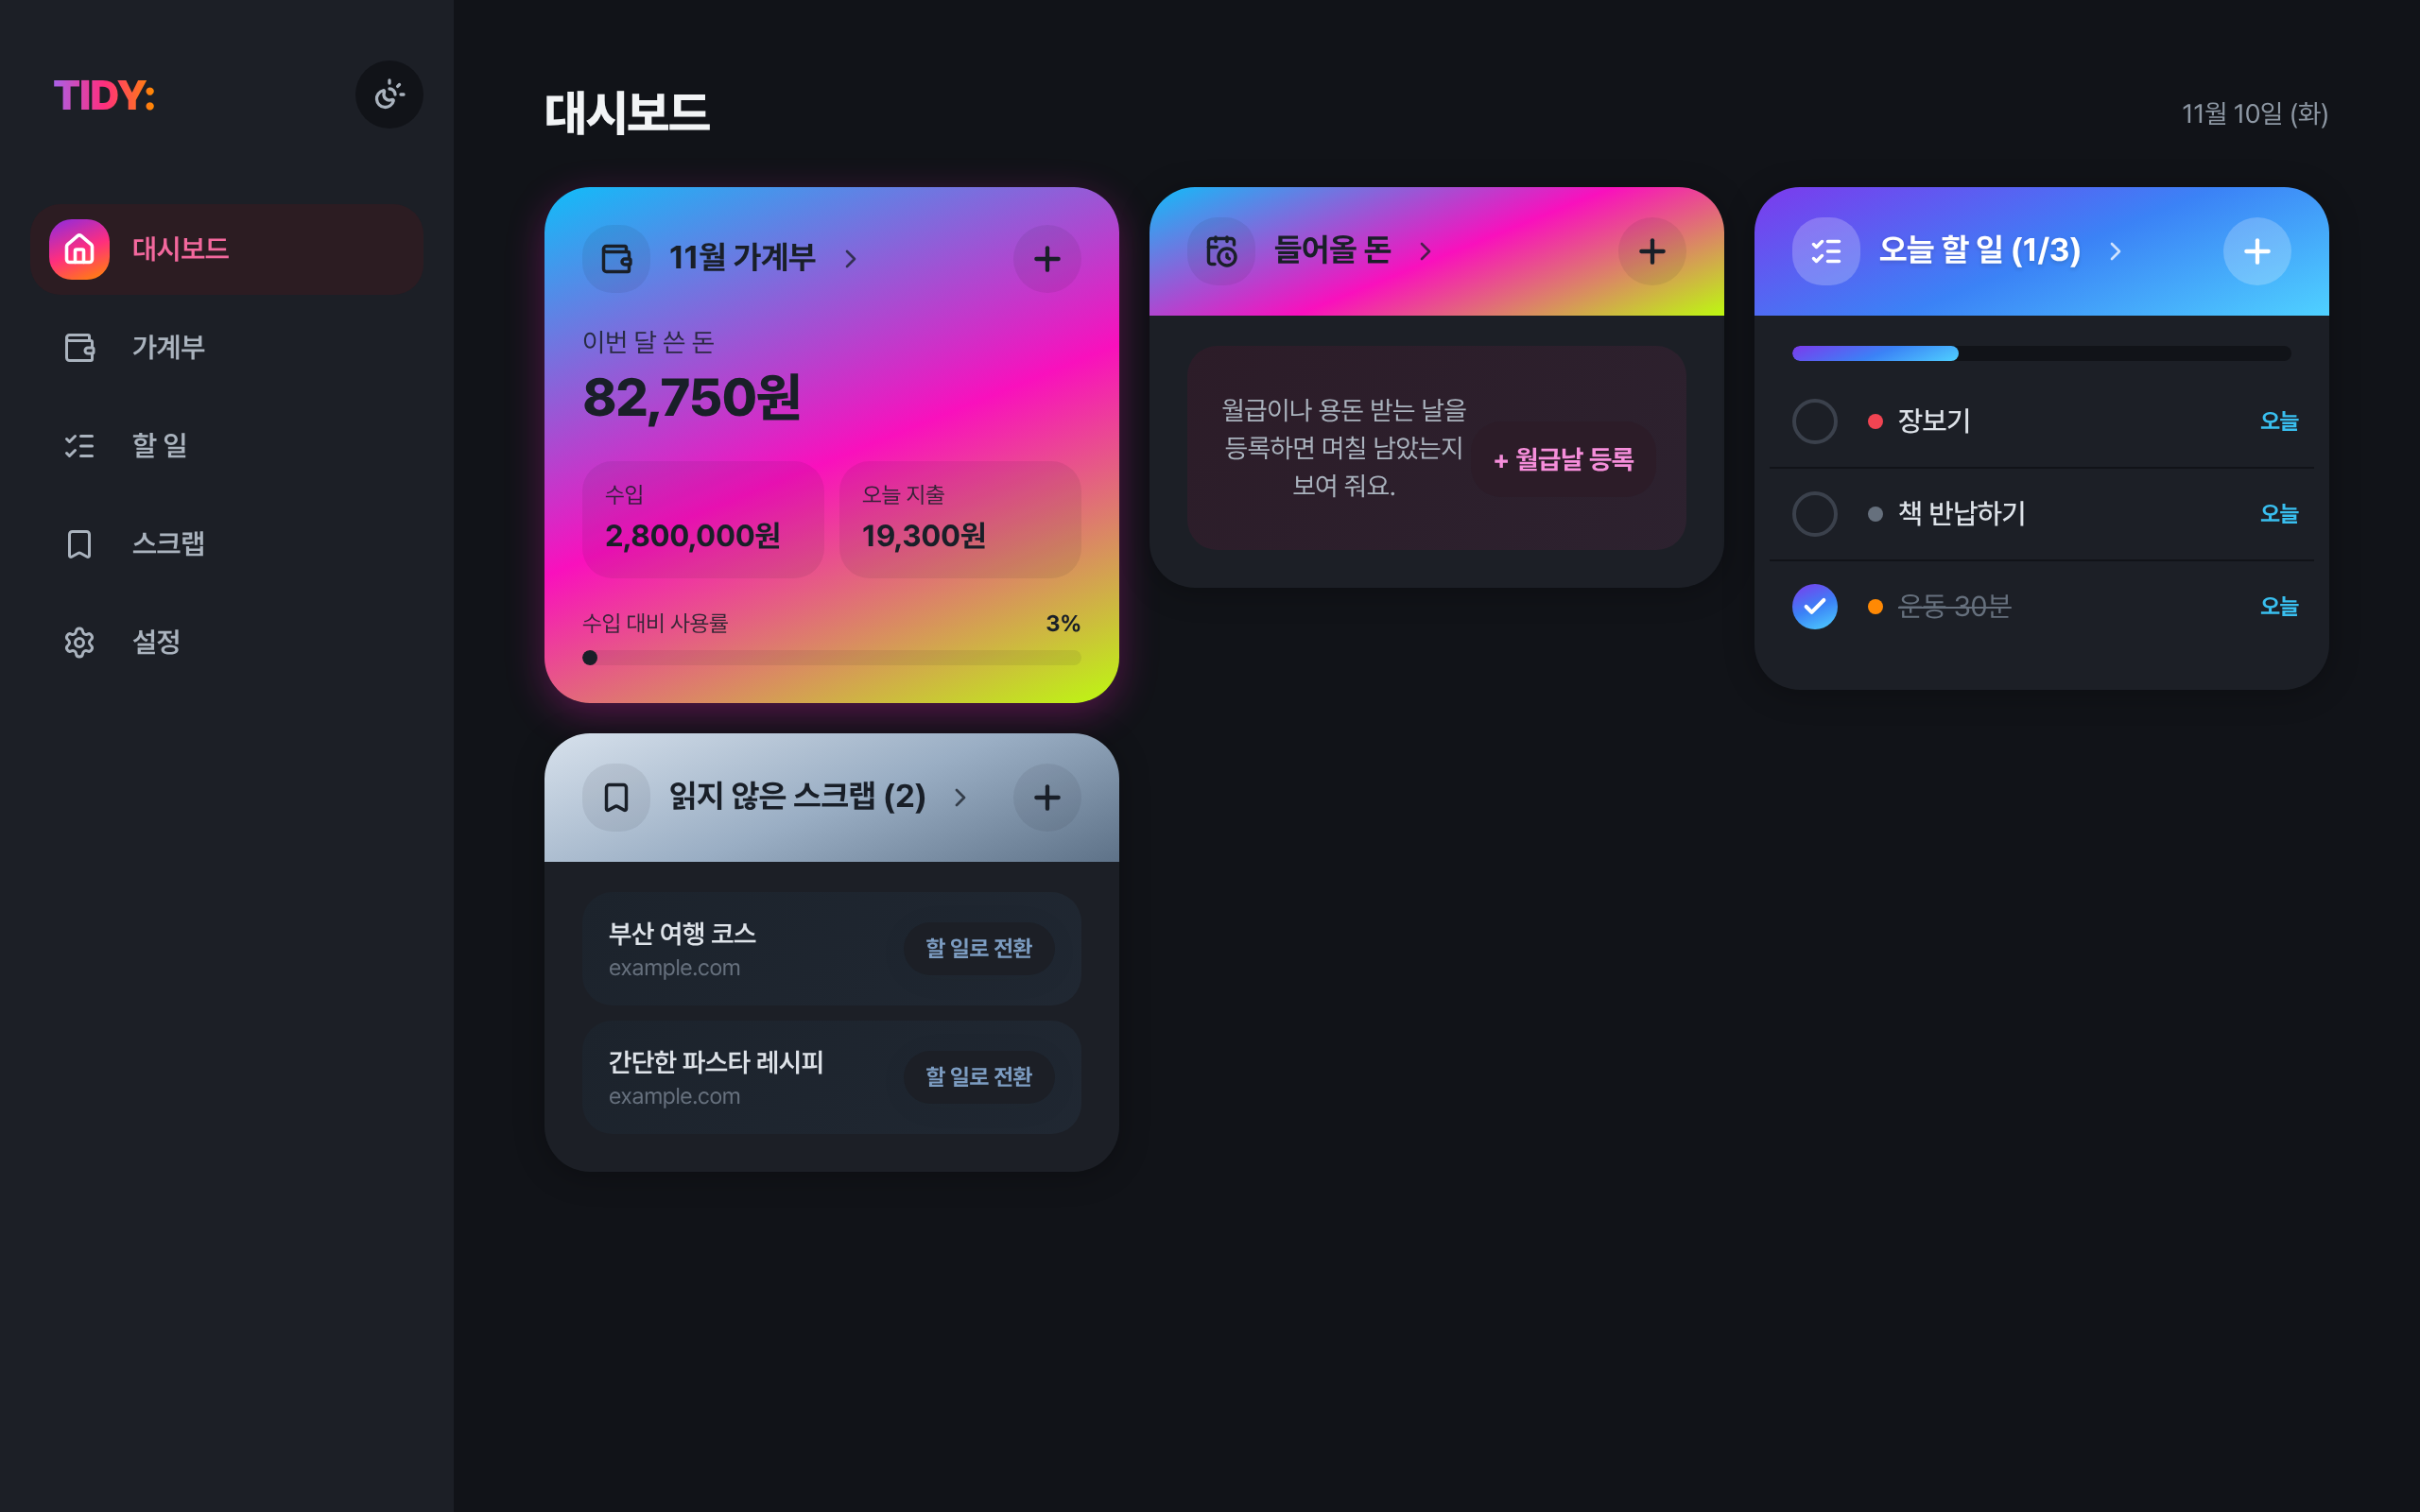 TIDY:
대시보드
가계부
할 일
스크랩
설정
대시보드
11월 10일 (화)
11월 가계부
이번 달 쓴 돈
82,750원
수입
2,800,000원
오늘 지출
19,300원
수입 대비 사용률
3%
들어올 돈
월급이나 용돈 받는 날을
등록하면 며칠 남았는지
보여 줘요.
+ 월급날 등록
오늘 할 일 (1/3)
장보기
오늘
책 반납하기
오늘
운동 30분
오늘
읽지 않은 스크랩 (2)
부산 여행 코스
example.com
할 일로 전환
간단한 파스타 레시피
example.com
할 일로 전환